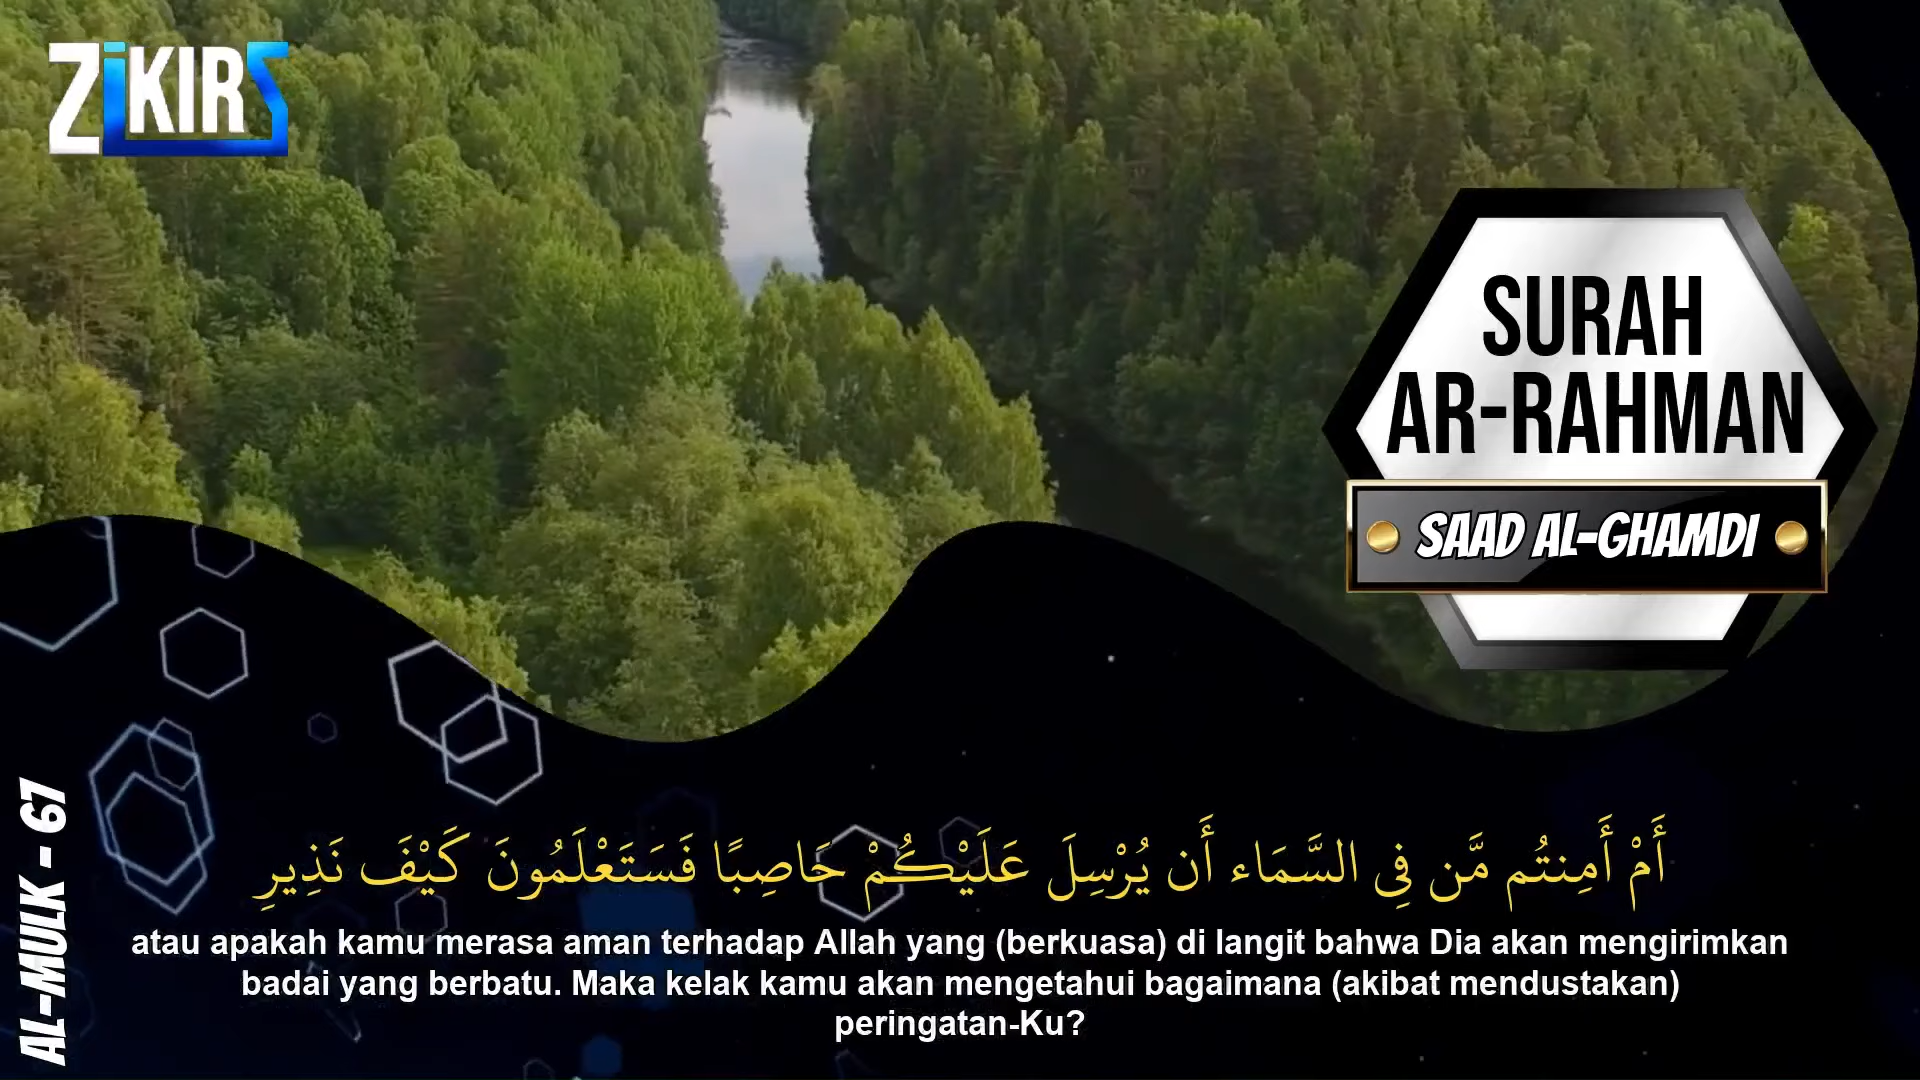 ZiKIRS
SURAH
AR-RAHMAN
SAAD AL-GHAMDI
AL-MULK - 67
أَمْ أَمِنتُم مَّن فِي السَّمَاء أَن يُرْسِلَ عَلَيْكُمْ حَاصِبًا فَسَتَعْلَمُونَ كَيْفَ نَذِيرِ
atau apakah kamu merasa aman terhadap Allah yang (berkuasa) di langit bahwa Dia akan mengirimkan
badai yang berbatu. Maka kelak kamu akan mengetahui bagaimana (akibat mendustakan)
peringatan-Ku?